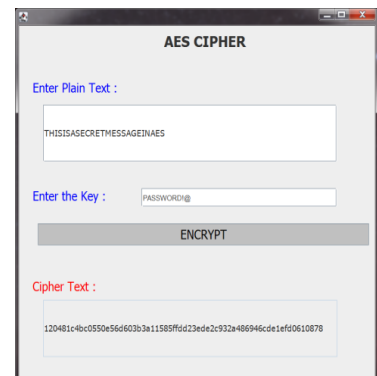 AES CIPHER
Enter Plain Text :
THISISASECRETMESSAGEINAES
Enter the Key :
PASSWORD!@
ENCRYPT
Cipher Text :
120481c4bc0550e56d603b3a11585ffdd23ede2c932a486946cde1efd0610878